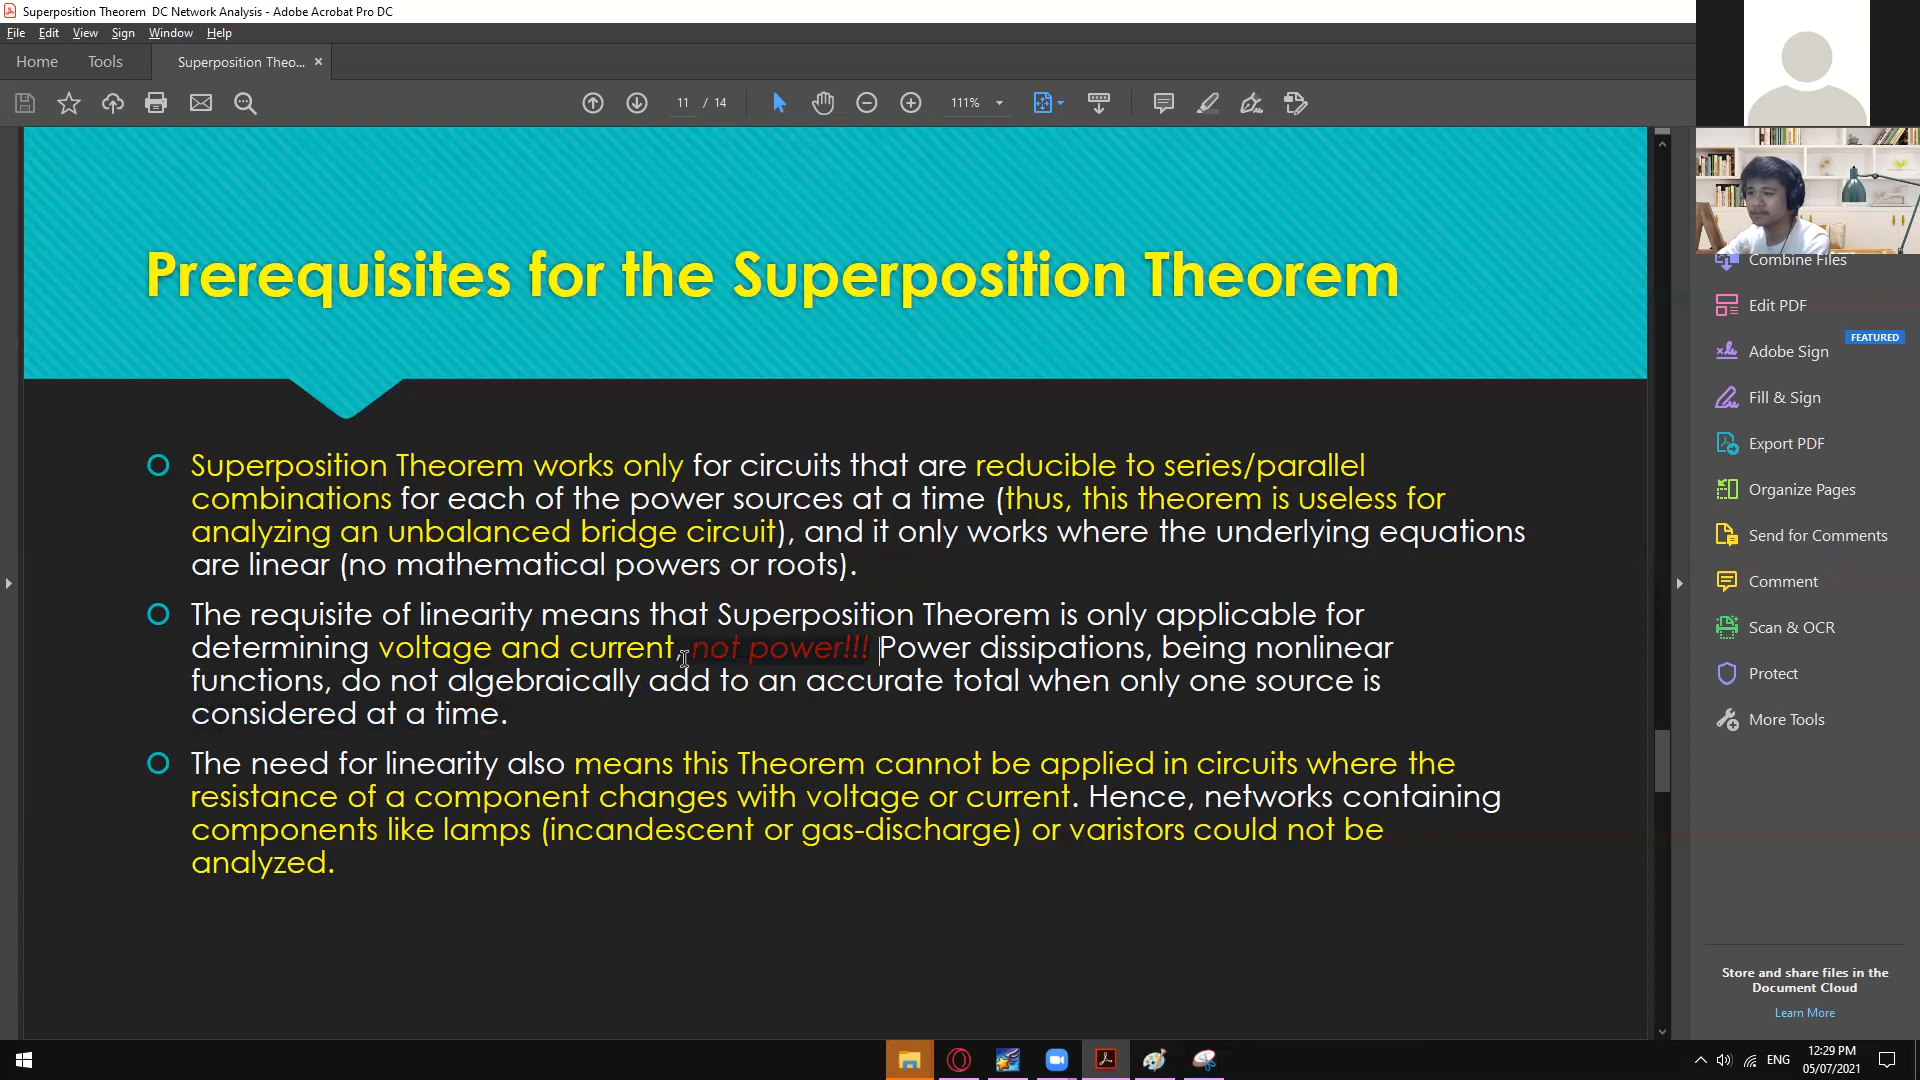 Superposition Theorem  DC Network Analysis - Adobe Acrobat Pro DC
File Edit View Sign Window Help
Home Tools Superposition Theo... ×
11 / 14 111%
Prerequisites for the Superposition Theorem
Superposition Theorem works only for circuits that are reducible to series/parallel
combinations for each of the power sources at a time (thus, this theorem is useless for
analyzing an unbalanced bridge circuit), and it only works where the underlying equations
are linear (no mathematical powers or roots).
The requisite of linearity means that Superposition Theorem is only applicable for
determining voltage and current, not power!!! Power dissipations, being nonlinear
functions, do not algebraically add to an accurate total when only one source is
considered at a time.
The need for linearity also means this Theorem cannot be applied in circuits where the
resistance of a component changes with voltage or current. Hence, networks containing
components like lamps (incandescent or gas-discharge) or varistors could not be
analyzed.
Combine Files
Edit PDF
FEATURED
Adobe Sign
Fill & Sign
Export PDF
Organize Pages
Send for Comments
Comment
Scan & OCR
Protect
More Tools
Store and share files in the
Document Cloud
Learn More
ENG
12:29 PM
05/07/2021